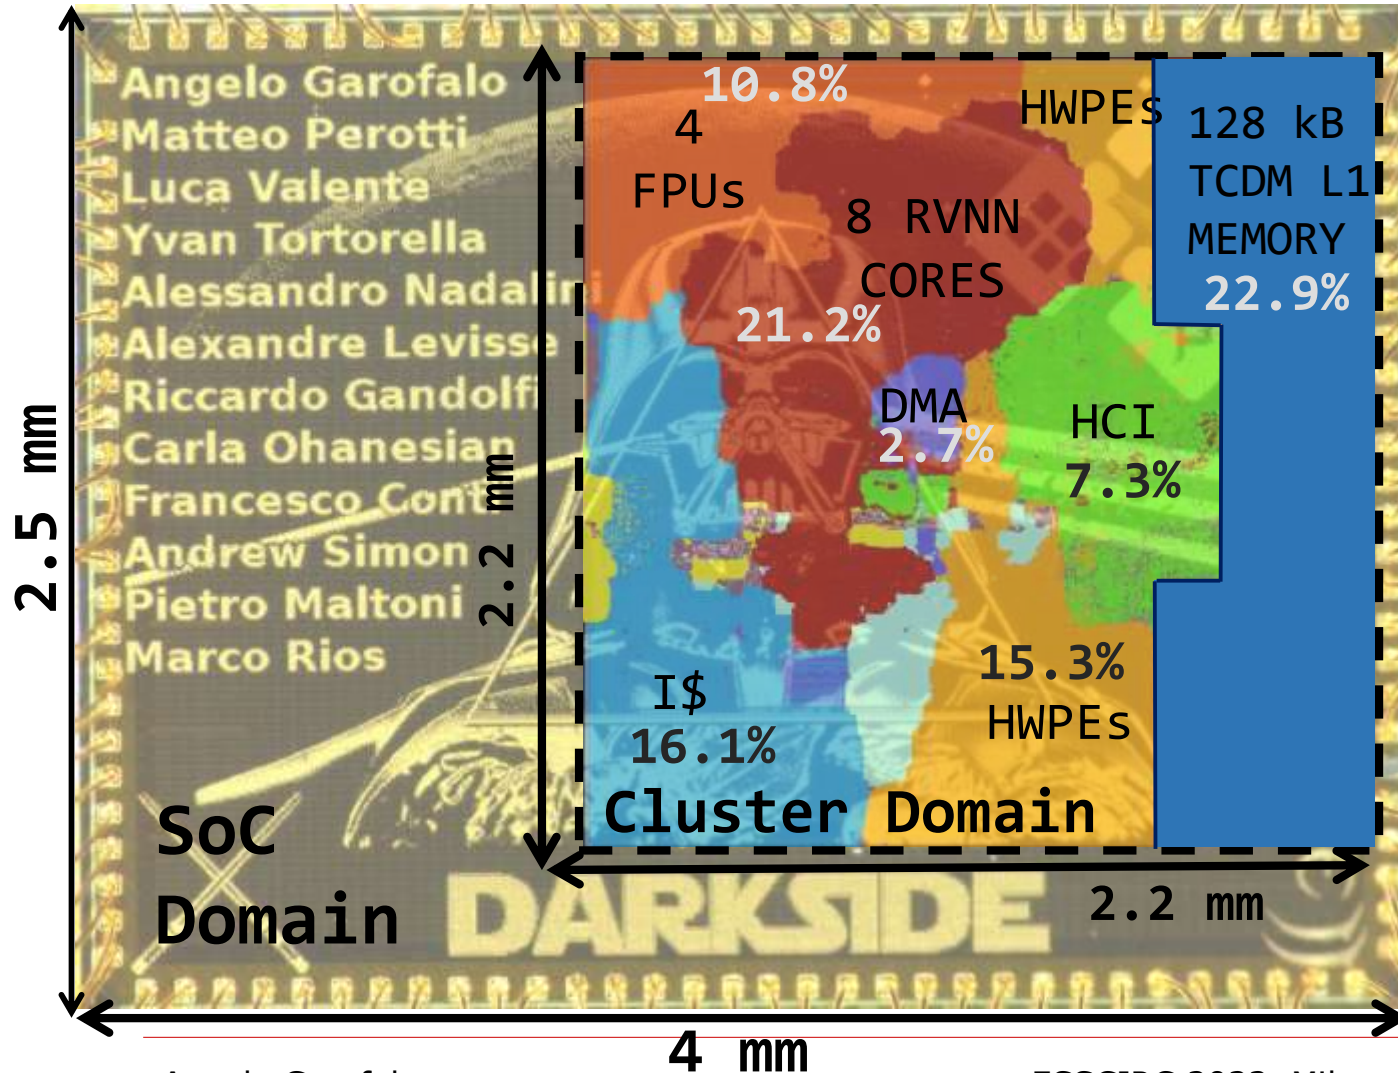 Angelo Garofalo
Matteo Perotti
Luca Valente
Yvan Tortorella
Alessandro Nadalini
Alexandre Levisse
Riccardo Gandolfi
Carla Ohanesian
Francesco Conti
Andrew Simon
Pietro Maltoni
Marco Rios
2.5 mm
2.2 mm
10.8%
4
FPUs
HWPEs
128 kB
TCDM L1
MEMORY
22.9%
8 RVNN
CORES
21.2%
DMA
2.7%
HCI
7.3%
15.3%
HWPEs
I$
16.1%
Cluster Domain
SoC
Domain
DARKSIDE
2.2 mm
4 mm